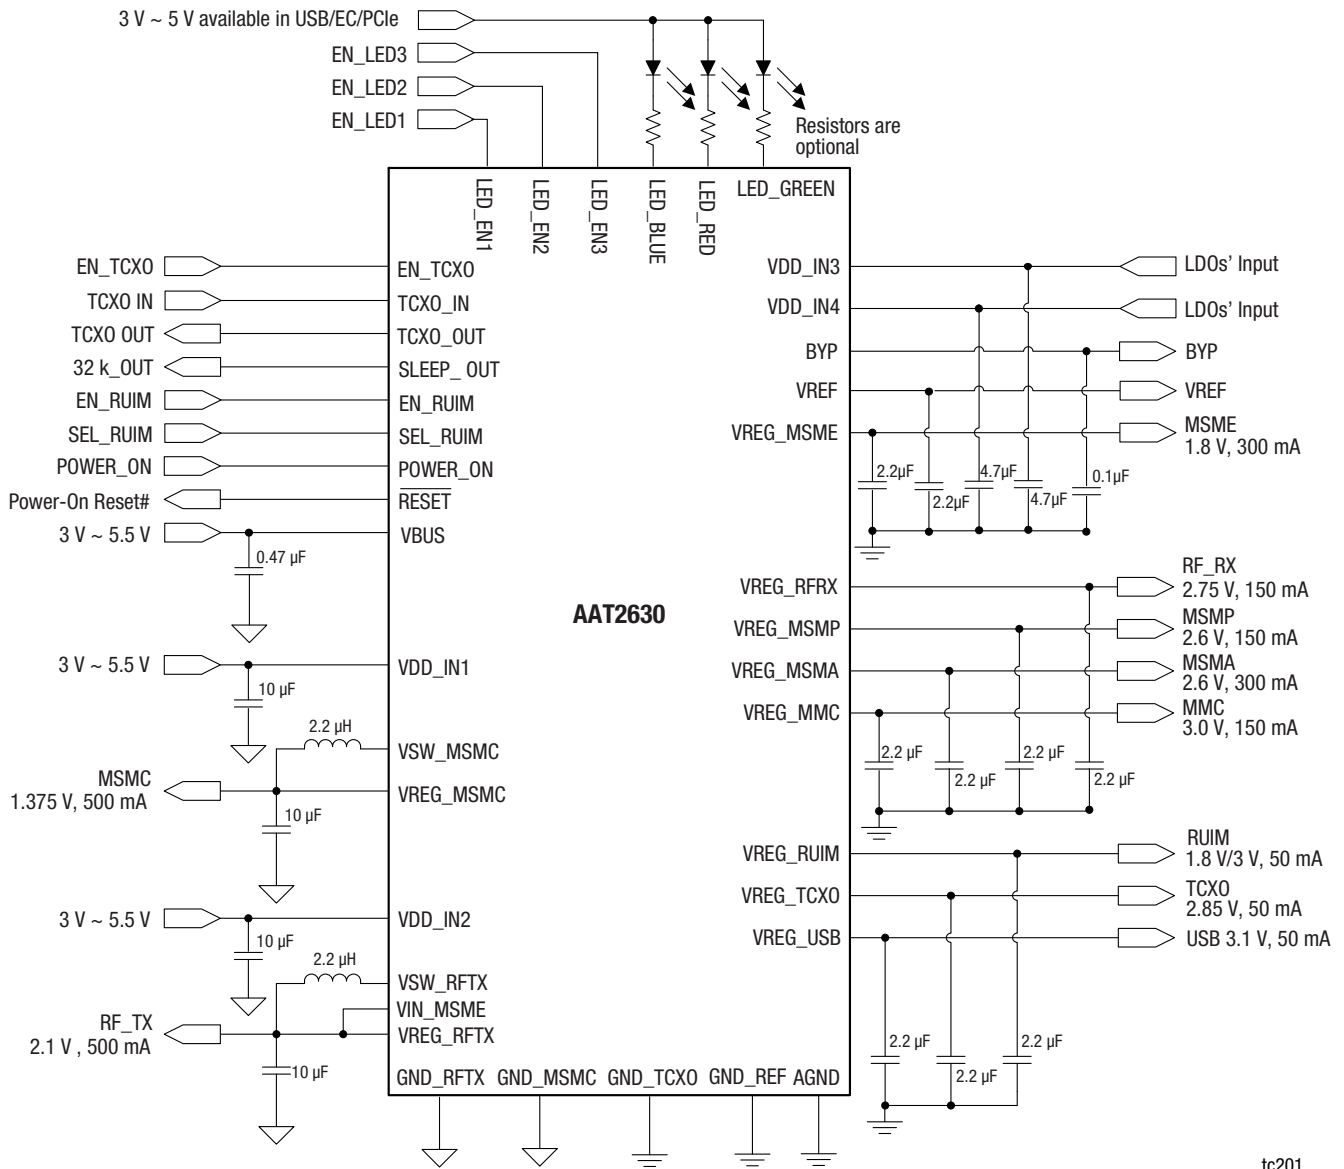 3 V ~ 5 V available in USB/EC/PCIe
EN_LED3
EN_LED2
EN_LED1
Resistors are
optional
LED_EN1
LED_EN2
LED_EN3
LED_BLUE
LED_RED
LED_GREEN
EN_TCXO
TCXO IN
TCXO OUT
32 k_OUT
EN_RUIM
SEL_RUIM
POWER_ON
Power-On Reset#
3 V ~ 5.5 V
0.47 µF
3 V ~ 5.5 V
10 µF
2.2 µH
MSMC
1.375 V, 500 mA
10 µF
3 V ~ 5.5 V
10 µF
2.2 µH
RF_TX
2.1 V , 500 mA
10 µF
EN_TCXO
TCXO_IN
TCXO_OUT
SLEEP_ OUT
EN_RUIM
SEL_RUIM
POWER_ON
RESET
VBUS
VDD_IN1
VSW_MSMC
VREG_MSMC
VDD_IN2
VSW_RFTX
VIN_MSME
VREG_RFTX
AAT2630
GND_RFTX
GND_MSMC
GND_TCXO
GND_REF
AGND
VDD_IN3
VDD_IN4
BYP
VREF
VREG_MSME
VREG_RFRX
VREG_MSMP
VREG_MSMA
VREG_MMC
VREG_RUIM
VREG_TCXO
VREG_USB
LDOs' Input
LDOs' Input
BYP
VREF
MSME
1.8 V, 300 mA
2.2µF
2.2µF
4.7µF
4.7µF
0.1µF
RF_RX
2.75 V, 150 mA
MSMP
2.6 V, 150 mA
MSMA
2.6 V, 300 mA
MMC
3.0 V, 150 mA
2.2 µF
2.2 µF
2.2 µF
2.2 µF
RUIM
1.8 V/3 V, 50 mA
TCXO
2.85 V, 50 mA
USB 3.1 V, 50 mA
2.2 µF
2.2 µF
2.2 µF
tc201